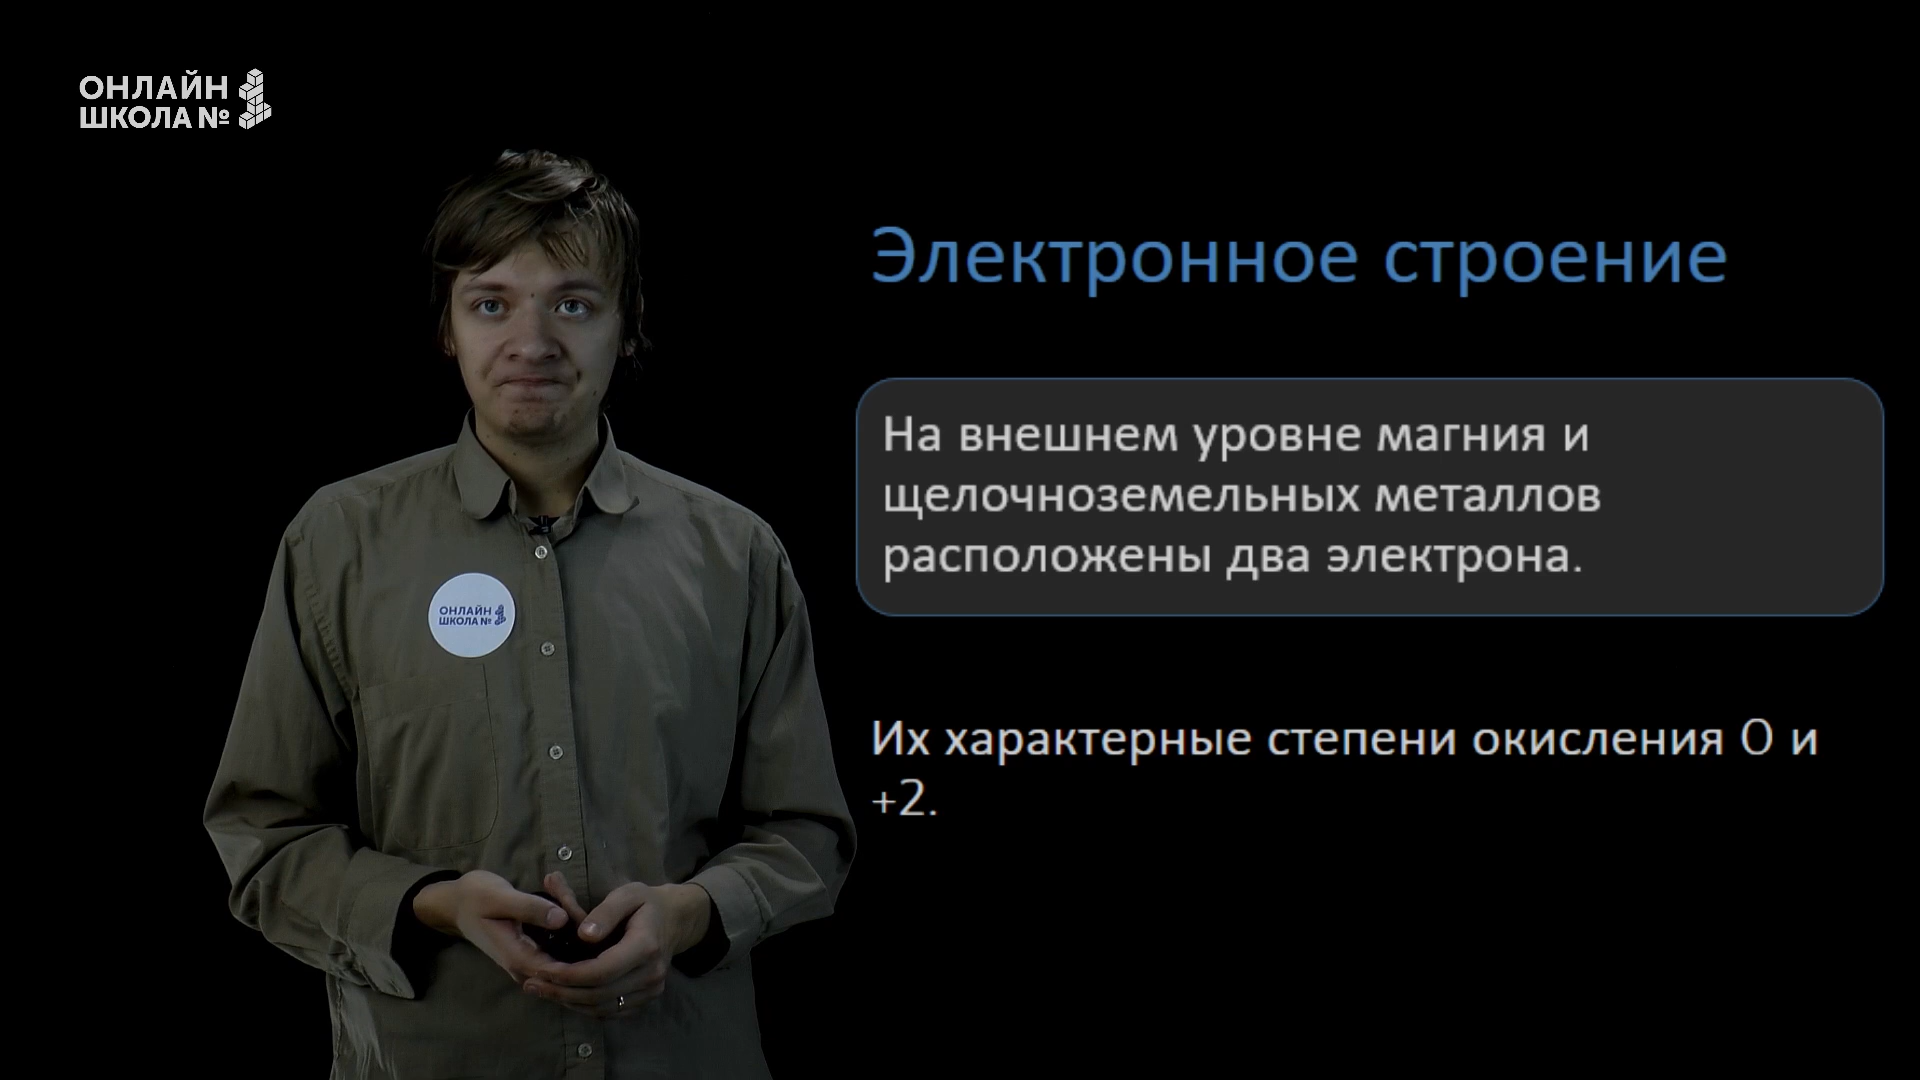 ОНЛАЙН
ШКОЛА №
Электронное строение
На внешнем уровне магния и
щелочноземельных металлов
расположены два электрона.
ОНЛАЙН
ШКОЛА №
Их характерные степени окисления 0 и
+2.